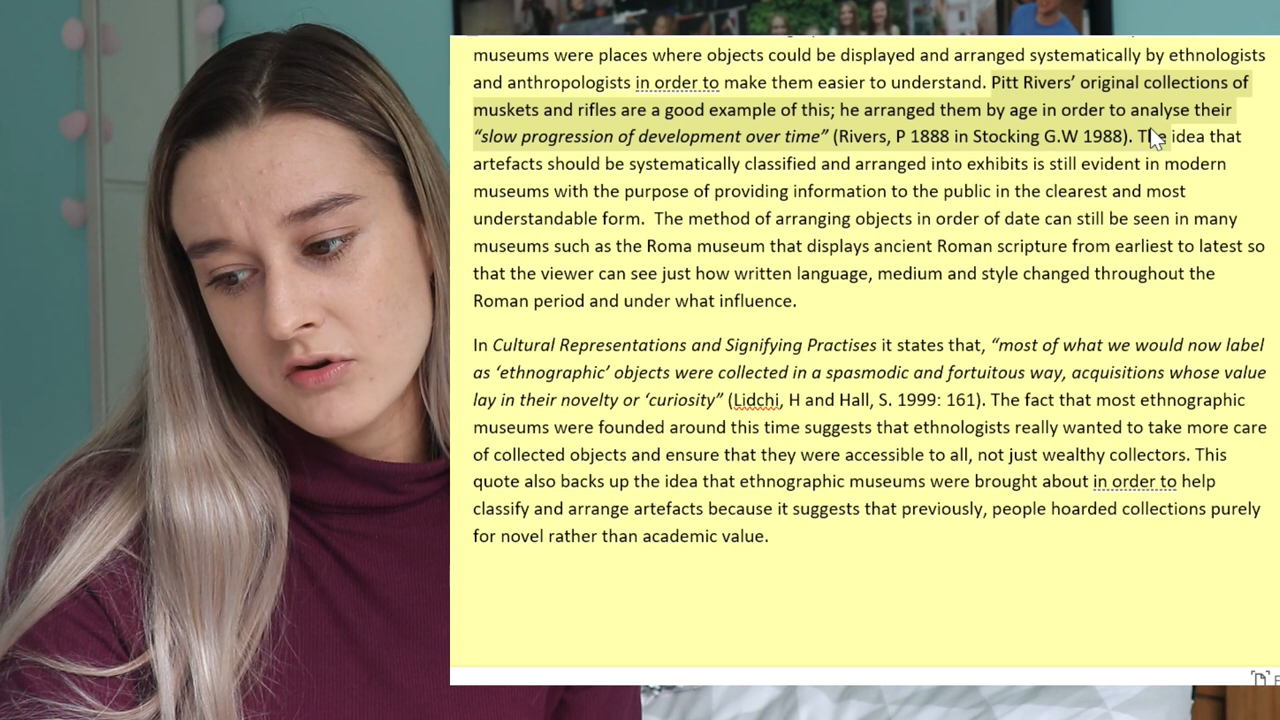 museums were places where objects could be displayed and arranged systematically by ethnologists
and anthropologists in order to make them easier to understand. Pitt Rivers’ original collections of
muskets and rifles are a good example of this; he arranged them by age in order to analyse their
“slow progression of development over time” (Rivers, P 1888 in Stocking G.W 1988). The idea that
artefacts should be systematically classified and arranged into exhibits is still evident in modern
museums with the purpose of providing information to the public in the clearest and most
understandable form.  The method of arranging objects in order of date can still be seen in many
museums such as the Roma museum that displays ancient Roman scripture from earliest to latest so
that the viewer can see just how written language, medium and style changed throughout the
Roman period and under what influence.
In Cultural Representations and Signifying Practises it states that, “most of what we would now label
as ‘ethnographic’ objects were collected in a spasmodic and fortuitous way, acquisitions whose value
lay in their novelty or ‘curiosity” (Lidchi, H and Hall, S. 1999: 161). The fact that most ethnographic
museums were founded around this time suggests that ethnologists really wanted to take more care
of collected objects and ensure that they were accessible to all, not just wealthy collectors. This
quote also backs up the idea that ethnographic museums were brought about in order to help
classify and arrange artefacts because it suggests that previously, people hoarded collections purely
for novel rather than academic value.